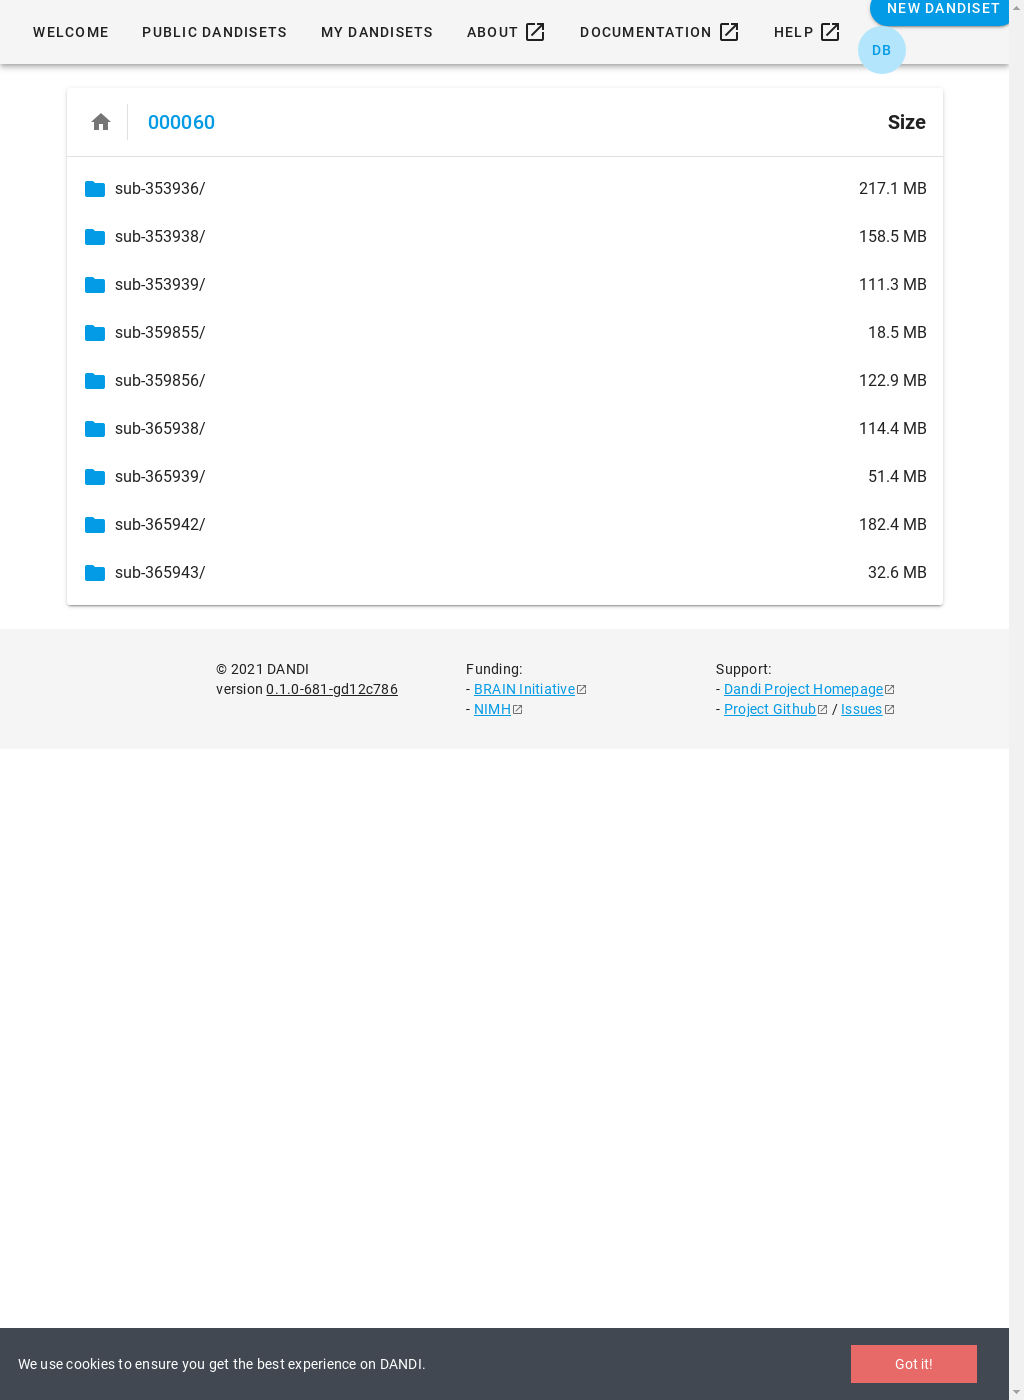 NEW DANDISET
WELCOME PUBLIC DANDISETS MY DANDISETS ABOUT DOCUMENTATION HELP
DB
000060 Size
sub-353936/ 217.1 MB
sub-353938/ 158.5 MB
sub-353939/ 111.3 MB
sub-359855/ 18.5 MB
sub-359856/ 122.9 MB
sub-365938/ 114.4 MB
sub-365939/ 51.4 MB
sub-365942/ 182.4 MB
sub-365943/ 32.6 MB
© 2021 DANDI
version 0.1.0-681-gd12c786
Funding:
- BRAIN Initiative
- NIMH
Support:
- Dandi Project Homepage
- Project Github / Issues
We use cookies to ensure you get the best experience on DANDI. Got it!